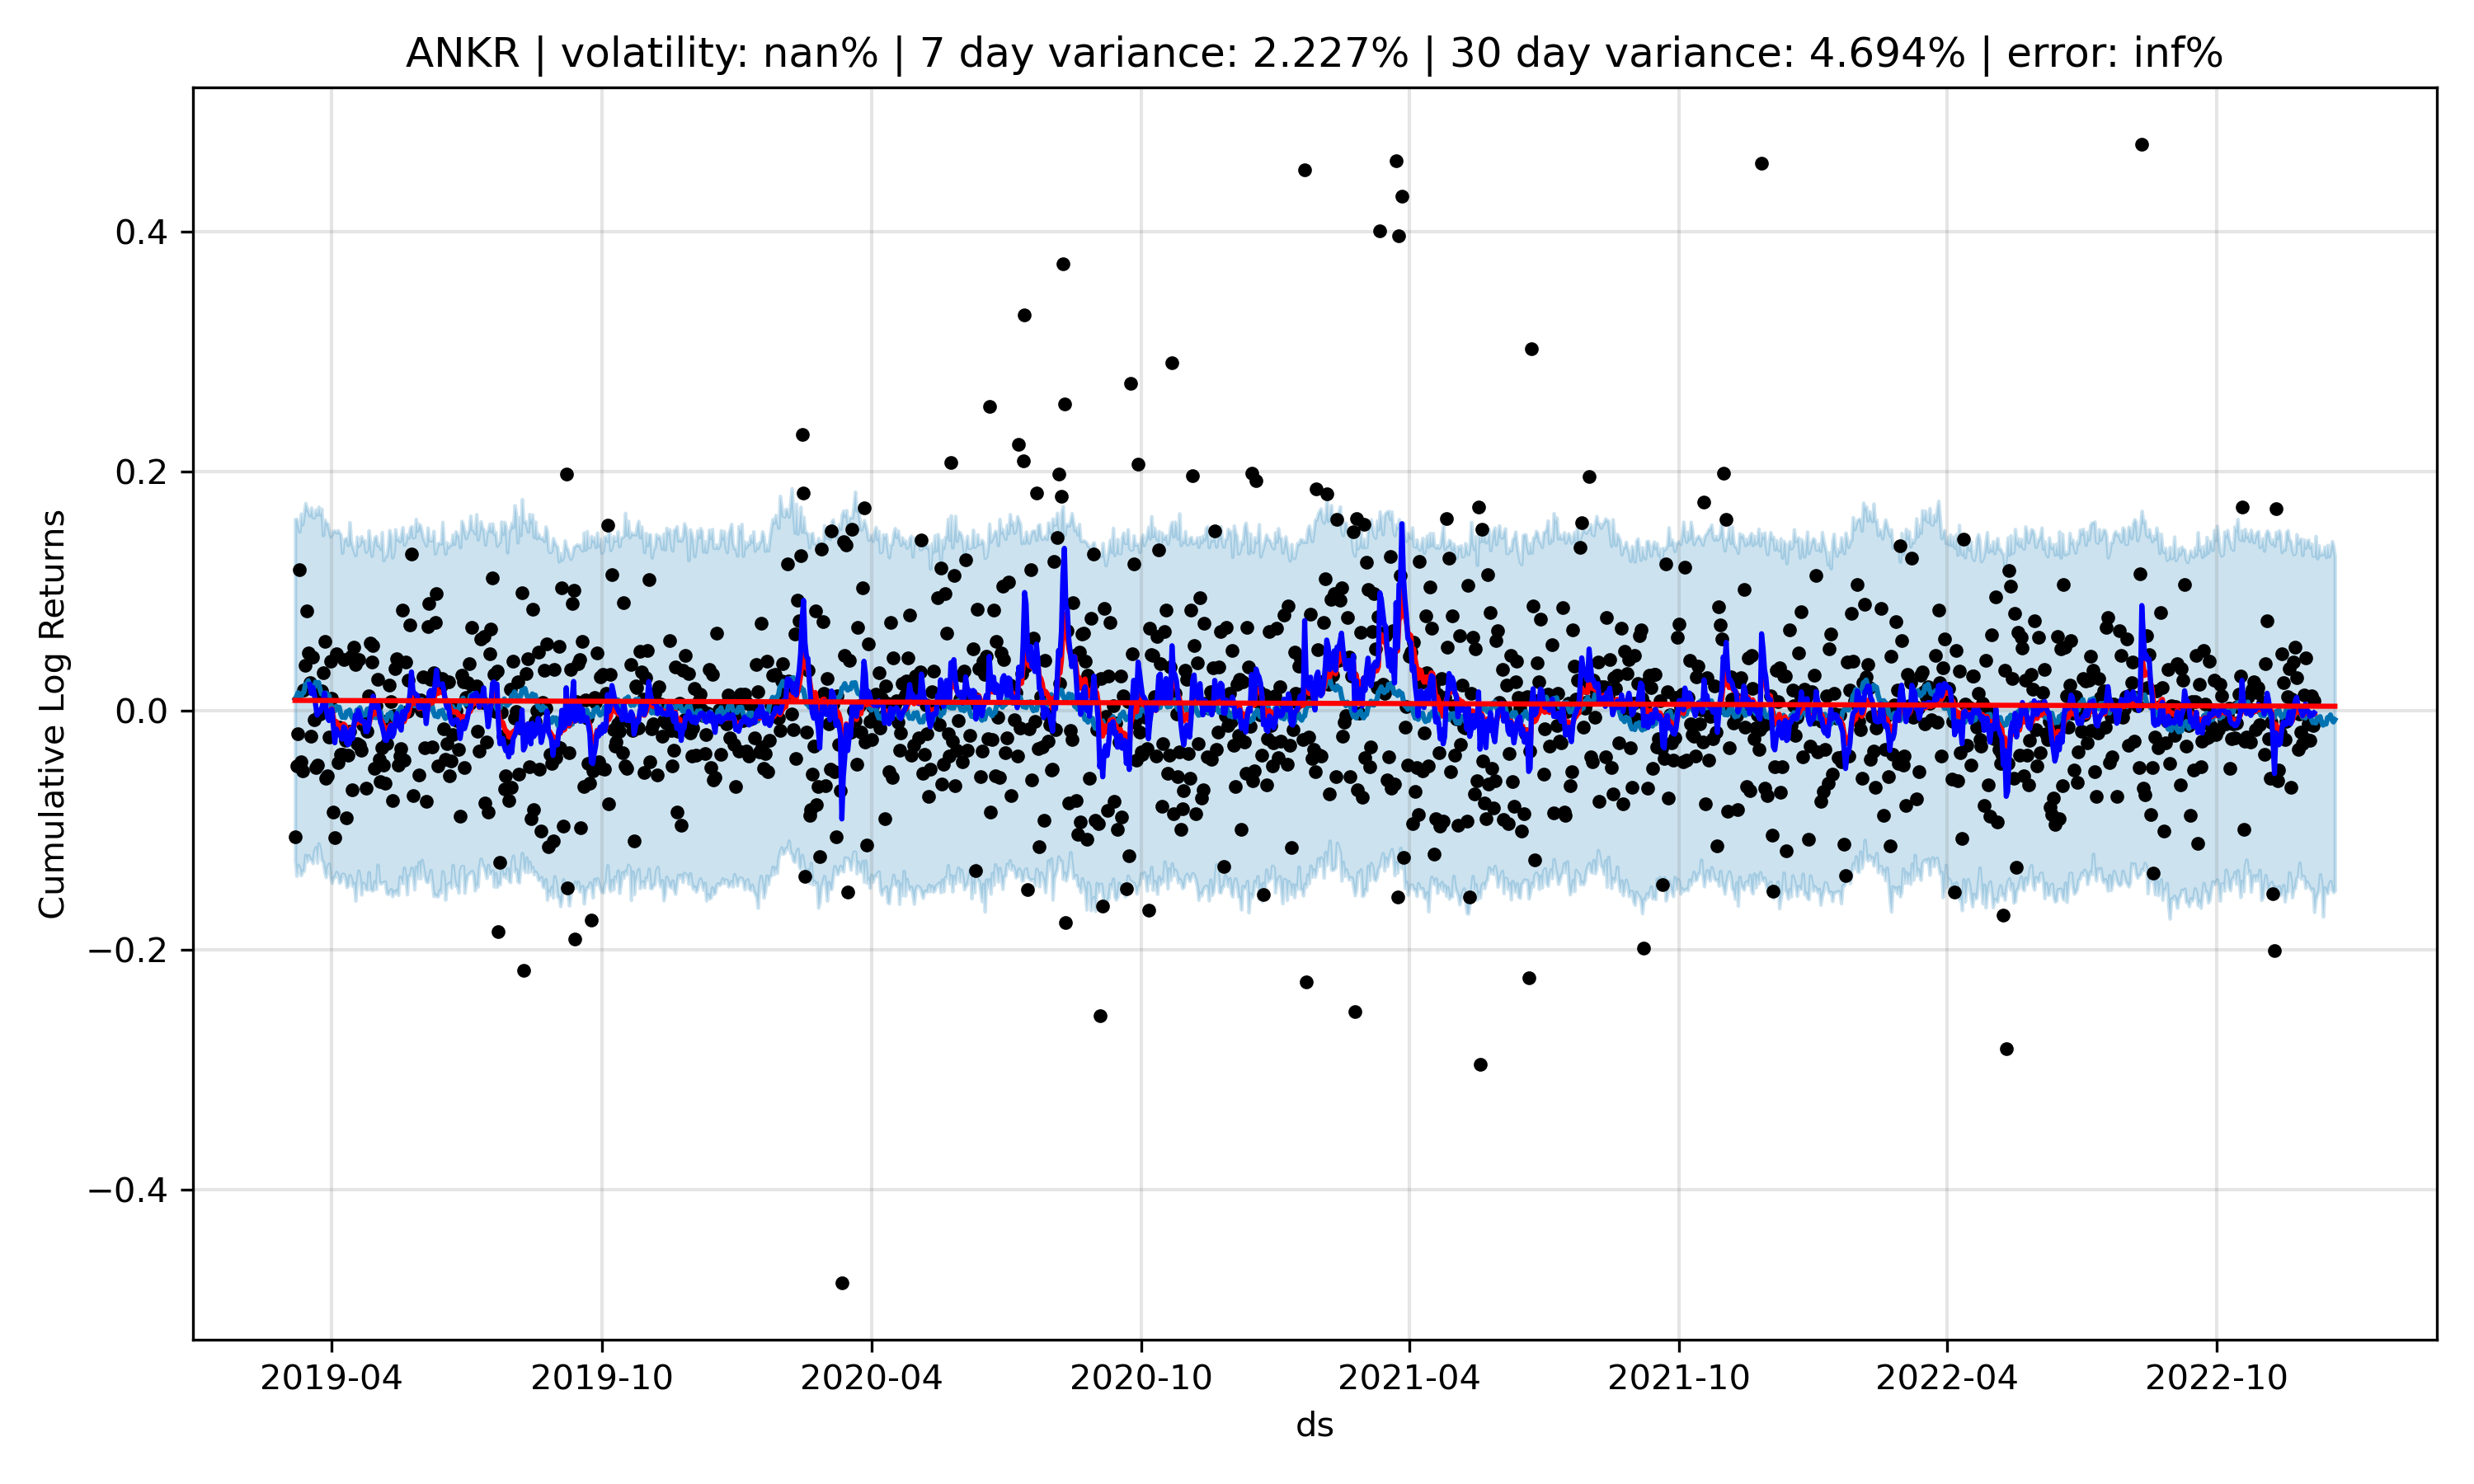 ANKR | volatility: nan% | 7 day variance: 2.227% | 30 day variance: 4.694% | error: inf%
Cumulative Log Returns
0.4
0.2
0.0
−0.2
−0.4
2019-04 2019-10 2020-04 2020-10 2021-04 2021-10 2022-04 2022-10
ds